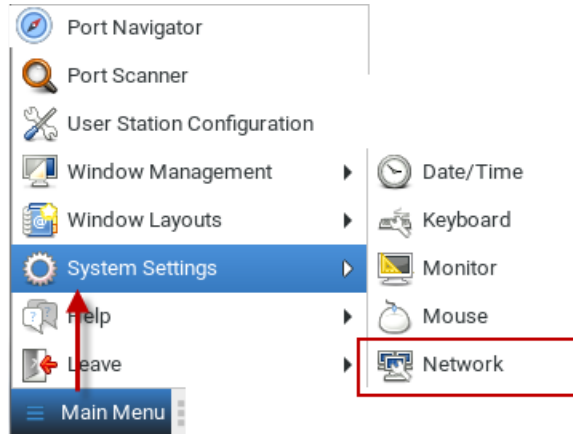 Port Navigator
Port Scanner
User Station Configuration
Window Management
Window Layouts
System Settings
Help
Leave
Main Menu
Date/Time
Keyboard
Monitor
Mouse
Network